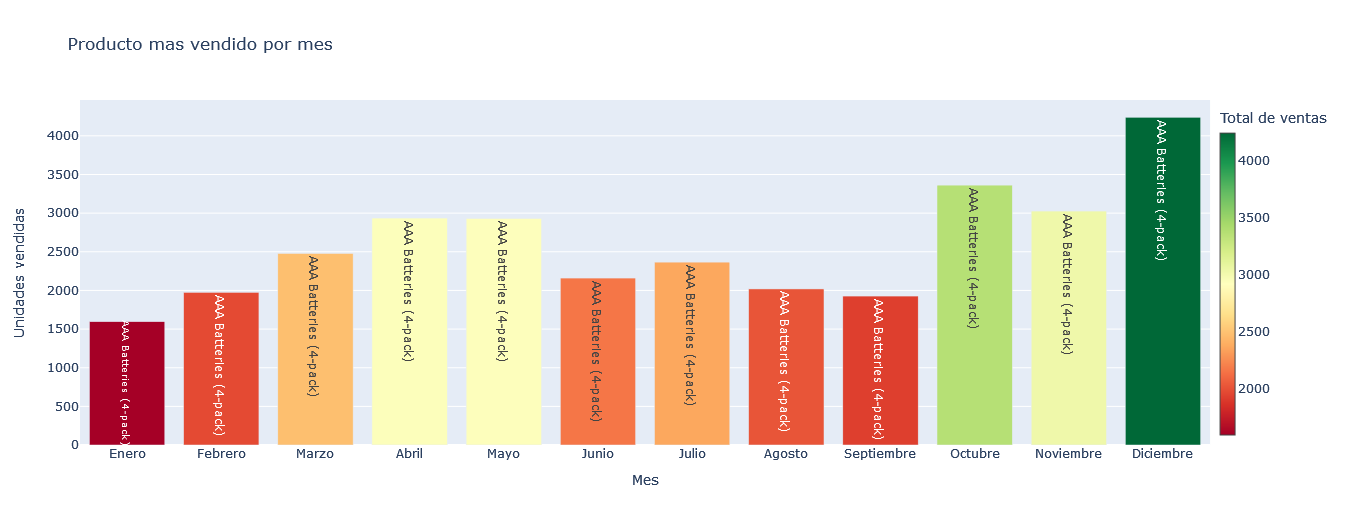 Producto mas vendido por mes
Unidades vendidas
4000
3500
3000
2500
2000
1500
1000
500
0
AAA Batteries (4-pack)
AAA Batteries (4-pack)
AAA Batteries (4-pack)
AAA Batteries (4-pack)
AAA Batteries (4-pack)
AAA Batteries (4-pack)
AAA Batteries (4-pack)
AAA Batteries (4-pack)
AAA Batteries (4-pack)
AAA Batteries (4-pack)
AAA Batteries (4-pack)
AAA Batteries (4-pack)
Enero Febrero Marzo Abril Mayo Junio Julio Agosto Septiembre Octubre Noviembre Diciembre
Mes
Total de ventas
4000
3500
3000
2500
2000